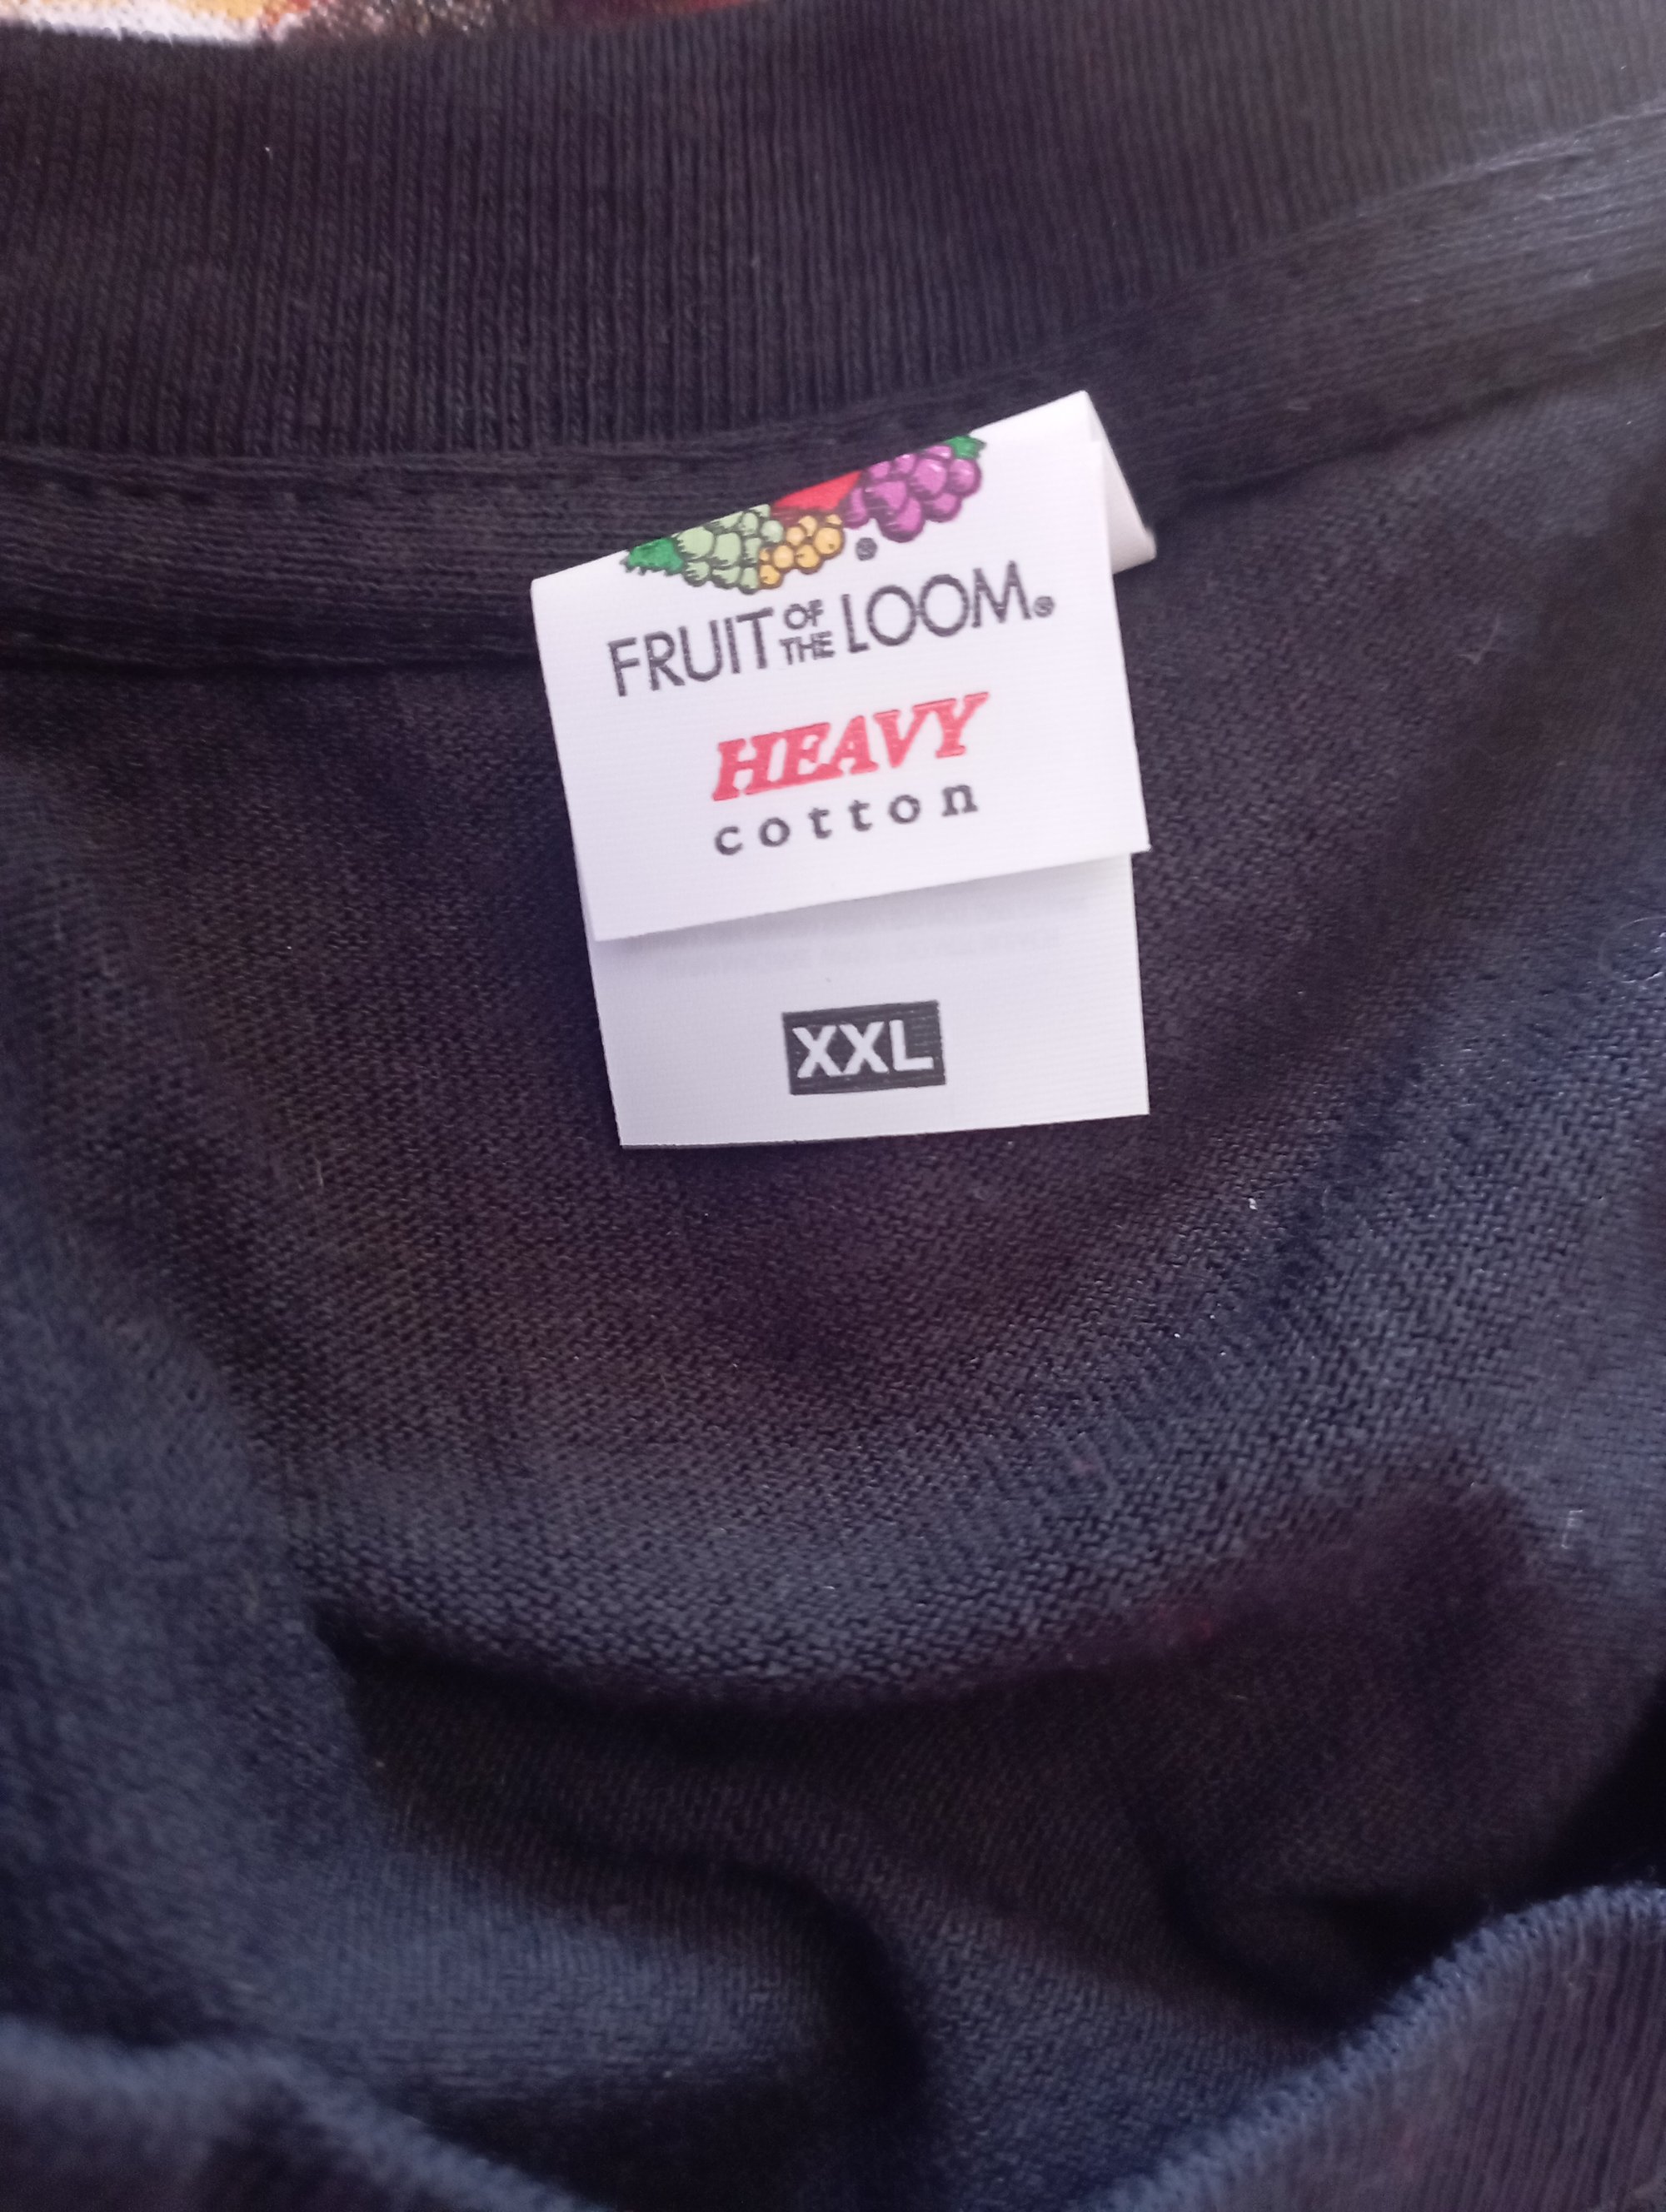 ®
FRUIT OF THE LOOM®
HEAVY
cotton
XXL